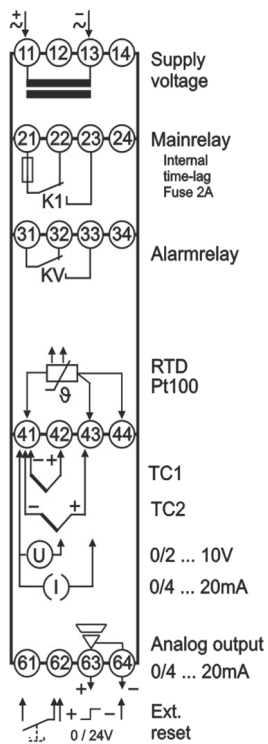 + −
≂ ≂
11 12 13 14
Supply
voltage
21 22 23 24
Mainrelay
Internal
time-lag
Fuse 2A
K1
31 32 33 34
Alarmrelay
KV
RTD
Pt100
ϑ
41 42 43 44
− +
TC1
− +
TC2
U
0/2 ... 10V
I
0/4 ... 20mA
Analog output
61 62 63 64
0/4 ... 20mA
+ −
+ −
Ext.
reset
0 / 24V